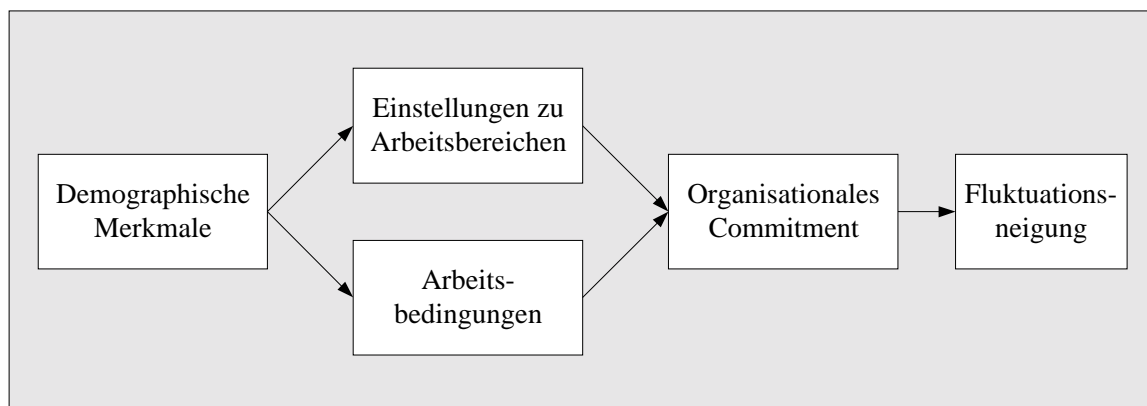 Demographische
Merkmale
Einstellungen zu
Arbeitsbereichen
Arbeits-
bedingungen
Organisationales
Commitment
Fluktuations-
neigung